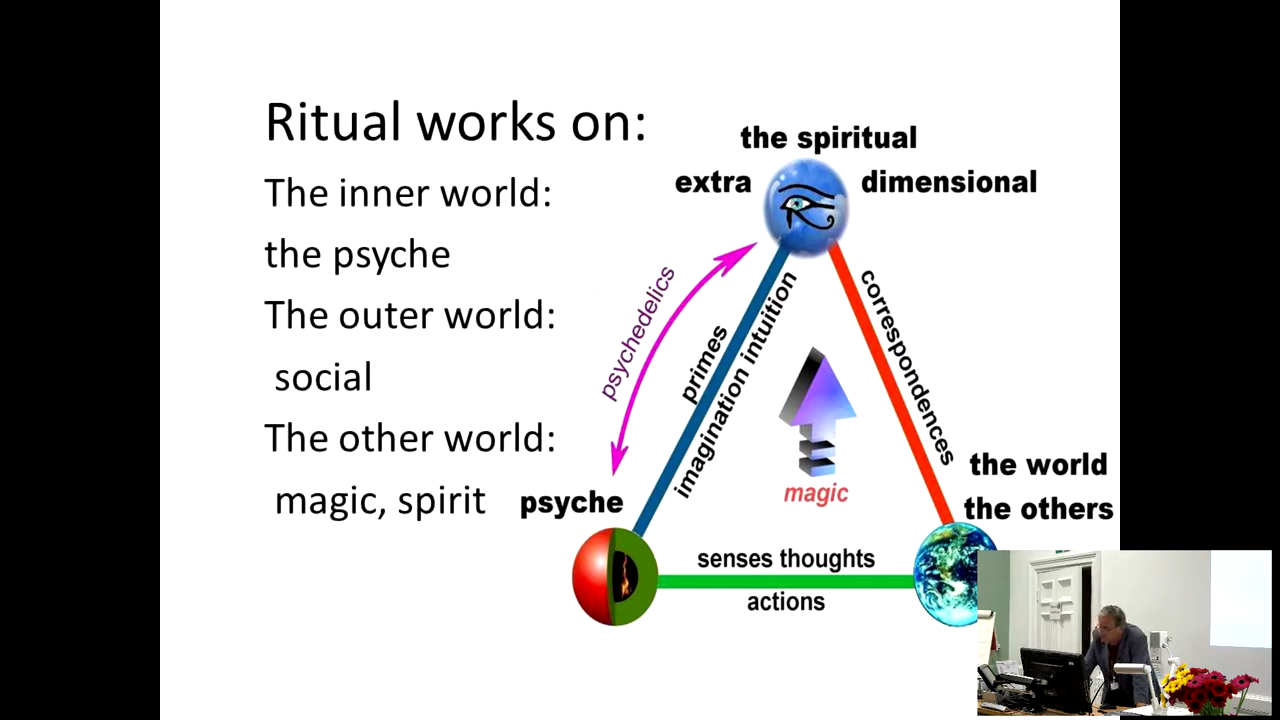 Ritual works on:
The inner world:
the psyche
The outer world:
social
The other world:
magic, spirit
the spiritual
extra
dimensional
psychedelics
primes
imagination intuition
correspondences
magic
psyche
the world
the others
senses thoughts
actions